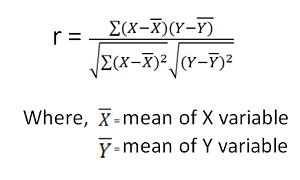 r = ∑(X−X̅)(Y−Y̅) / √∑(X−X̅)² √(Y−Y̅)²
Where, X̅ = mean of X variable
Y̅ = mean of Y variable